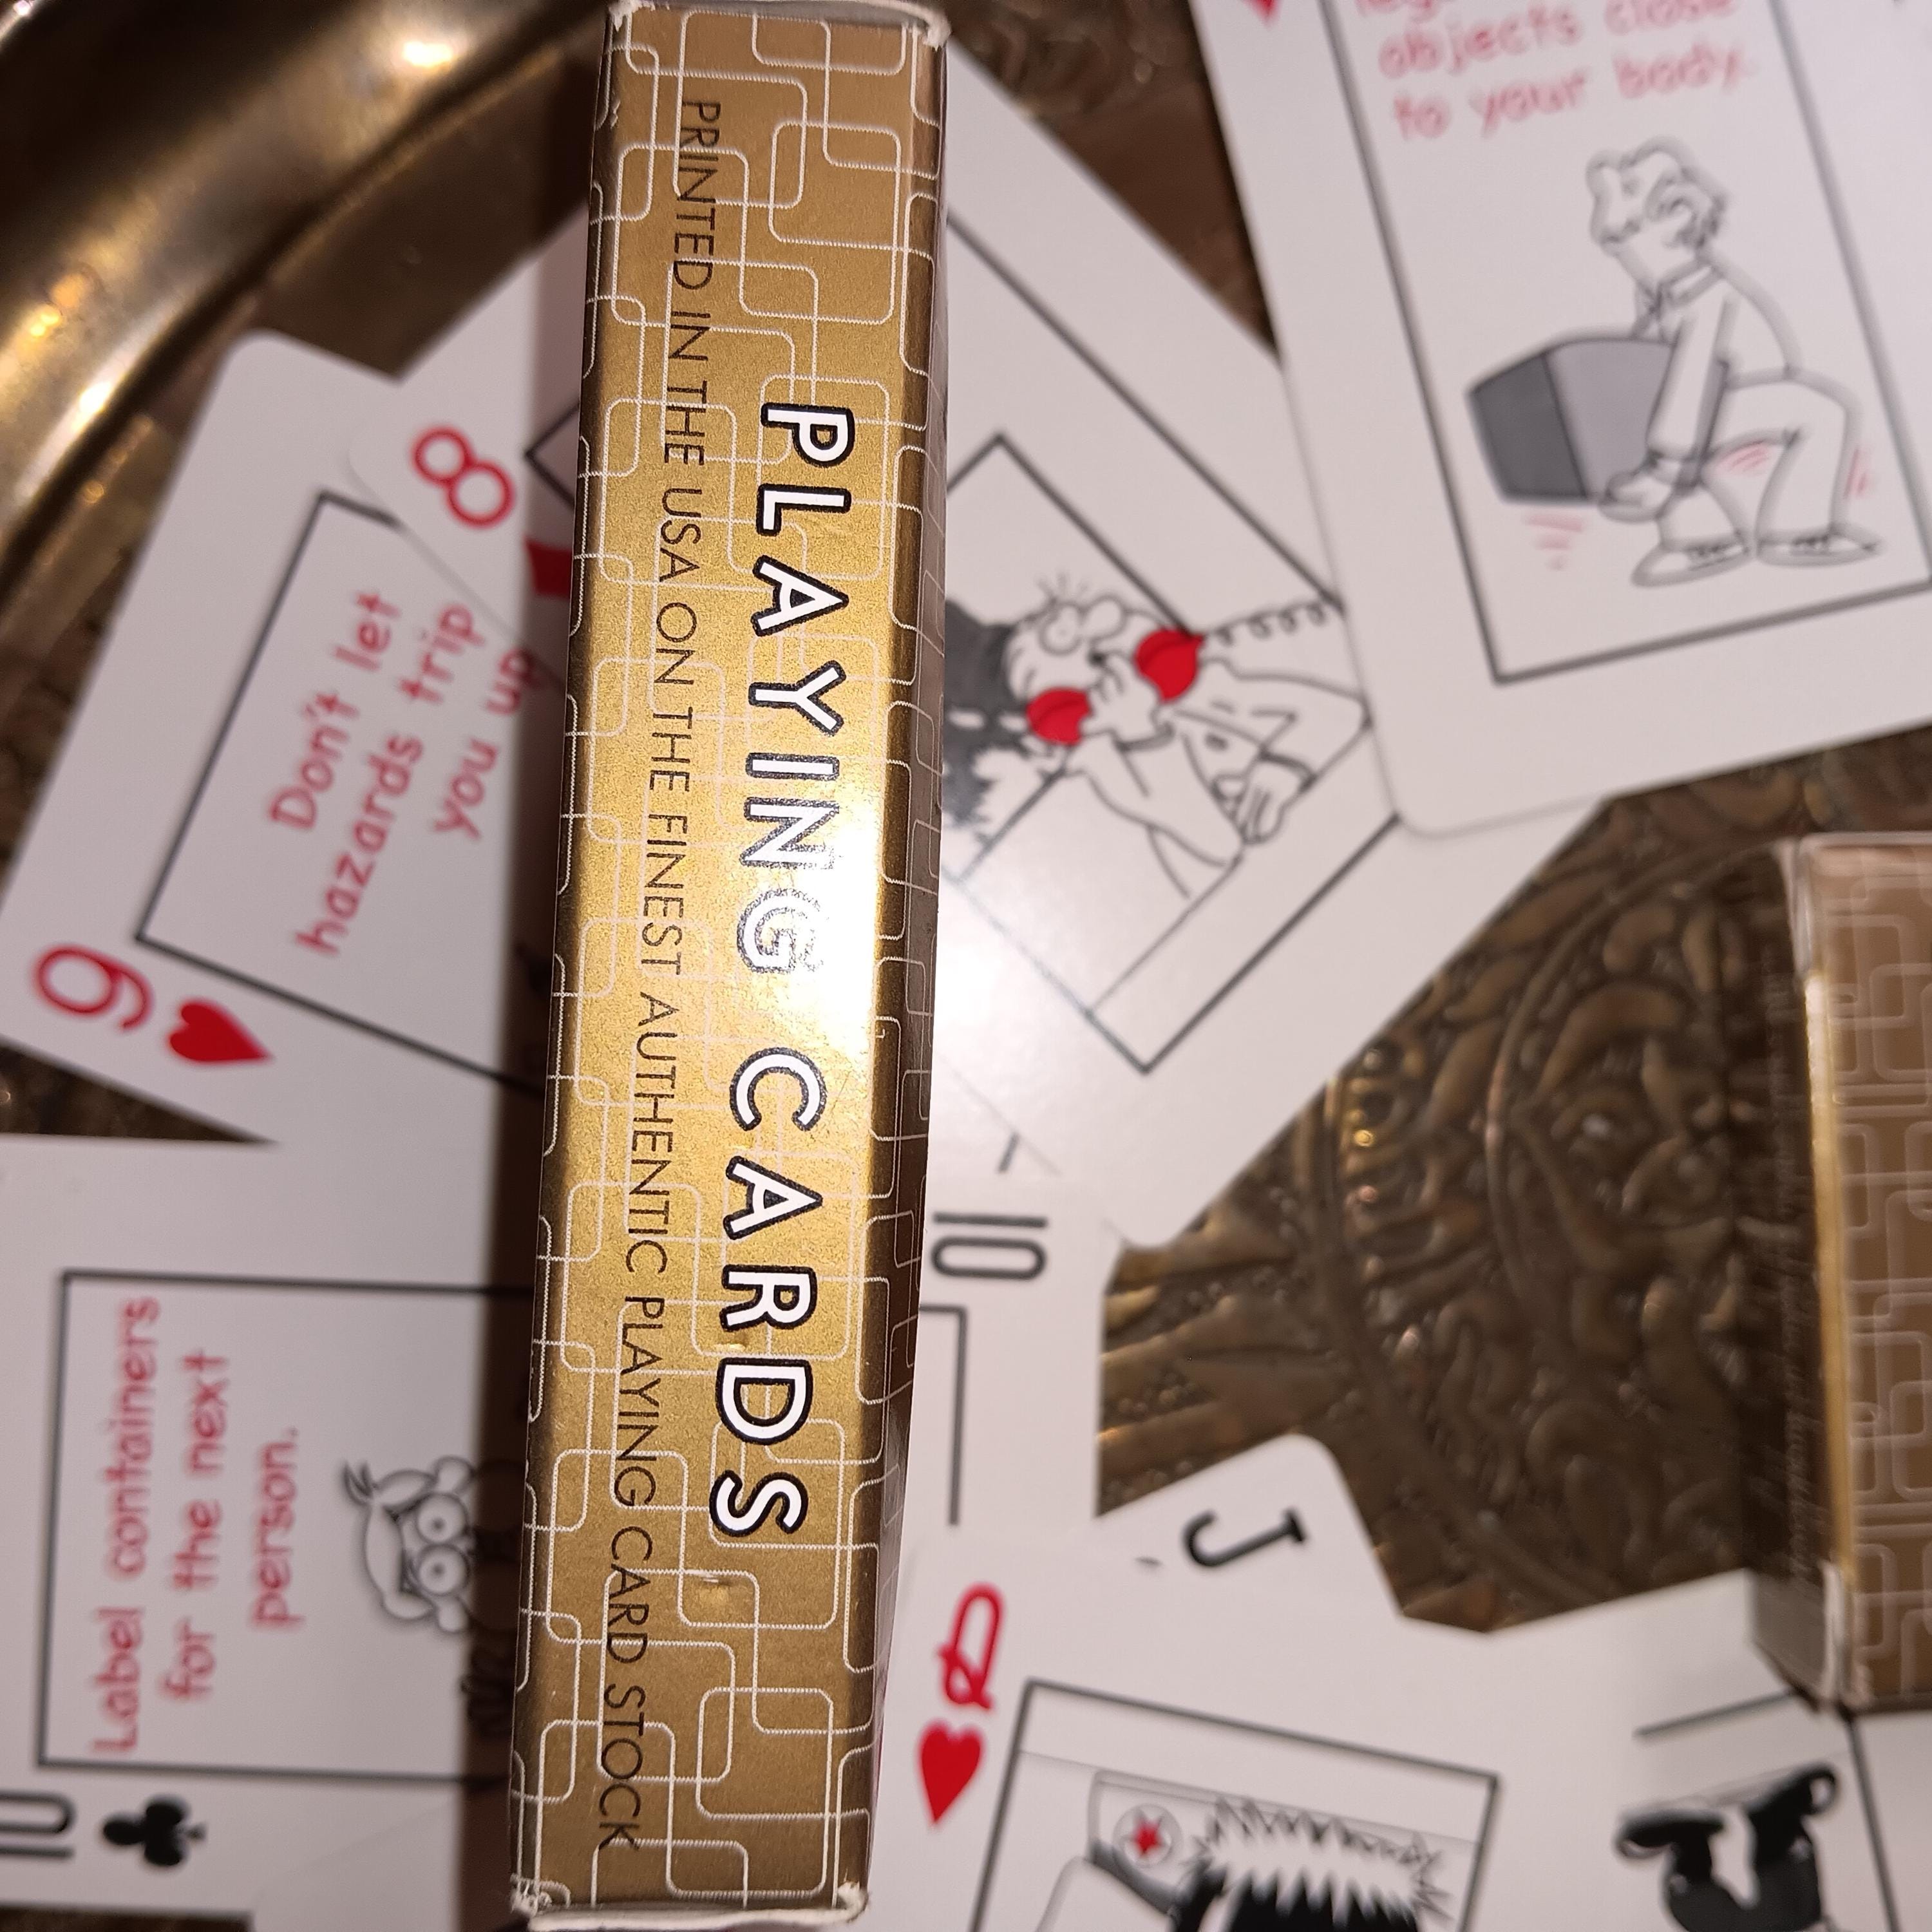 PLAYING CARDS
PRINTED IN THE USA ON THE FINEST AUTHENTIC PLAYING CARD STOCK
objects close
to your body.
8
9
Don't let
hazards trip
you up
10
J
Q
Label containers
for the next
person.
10